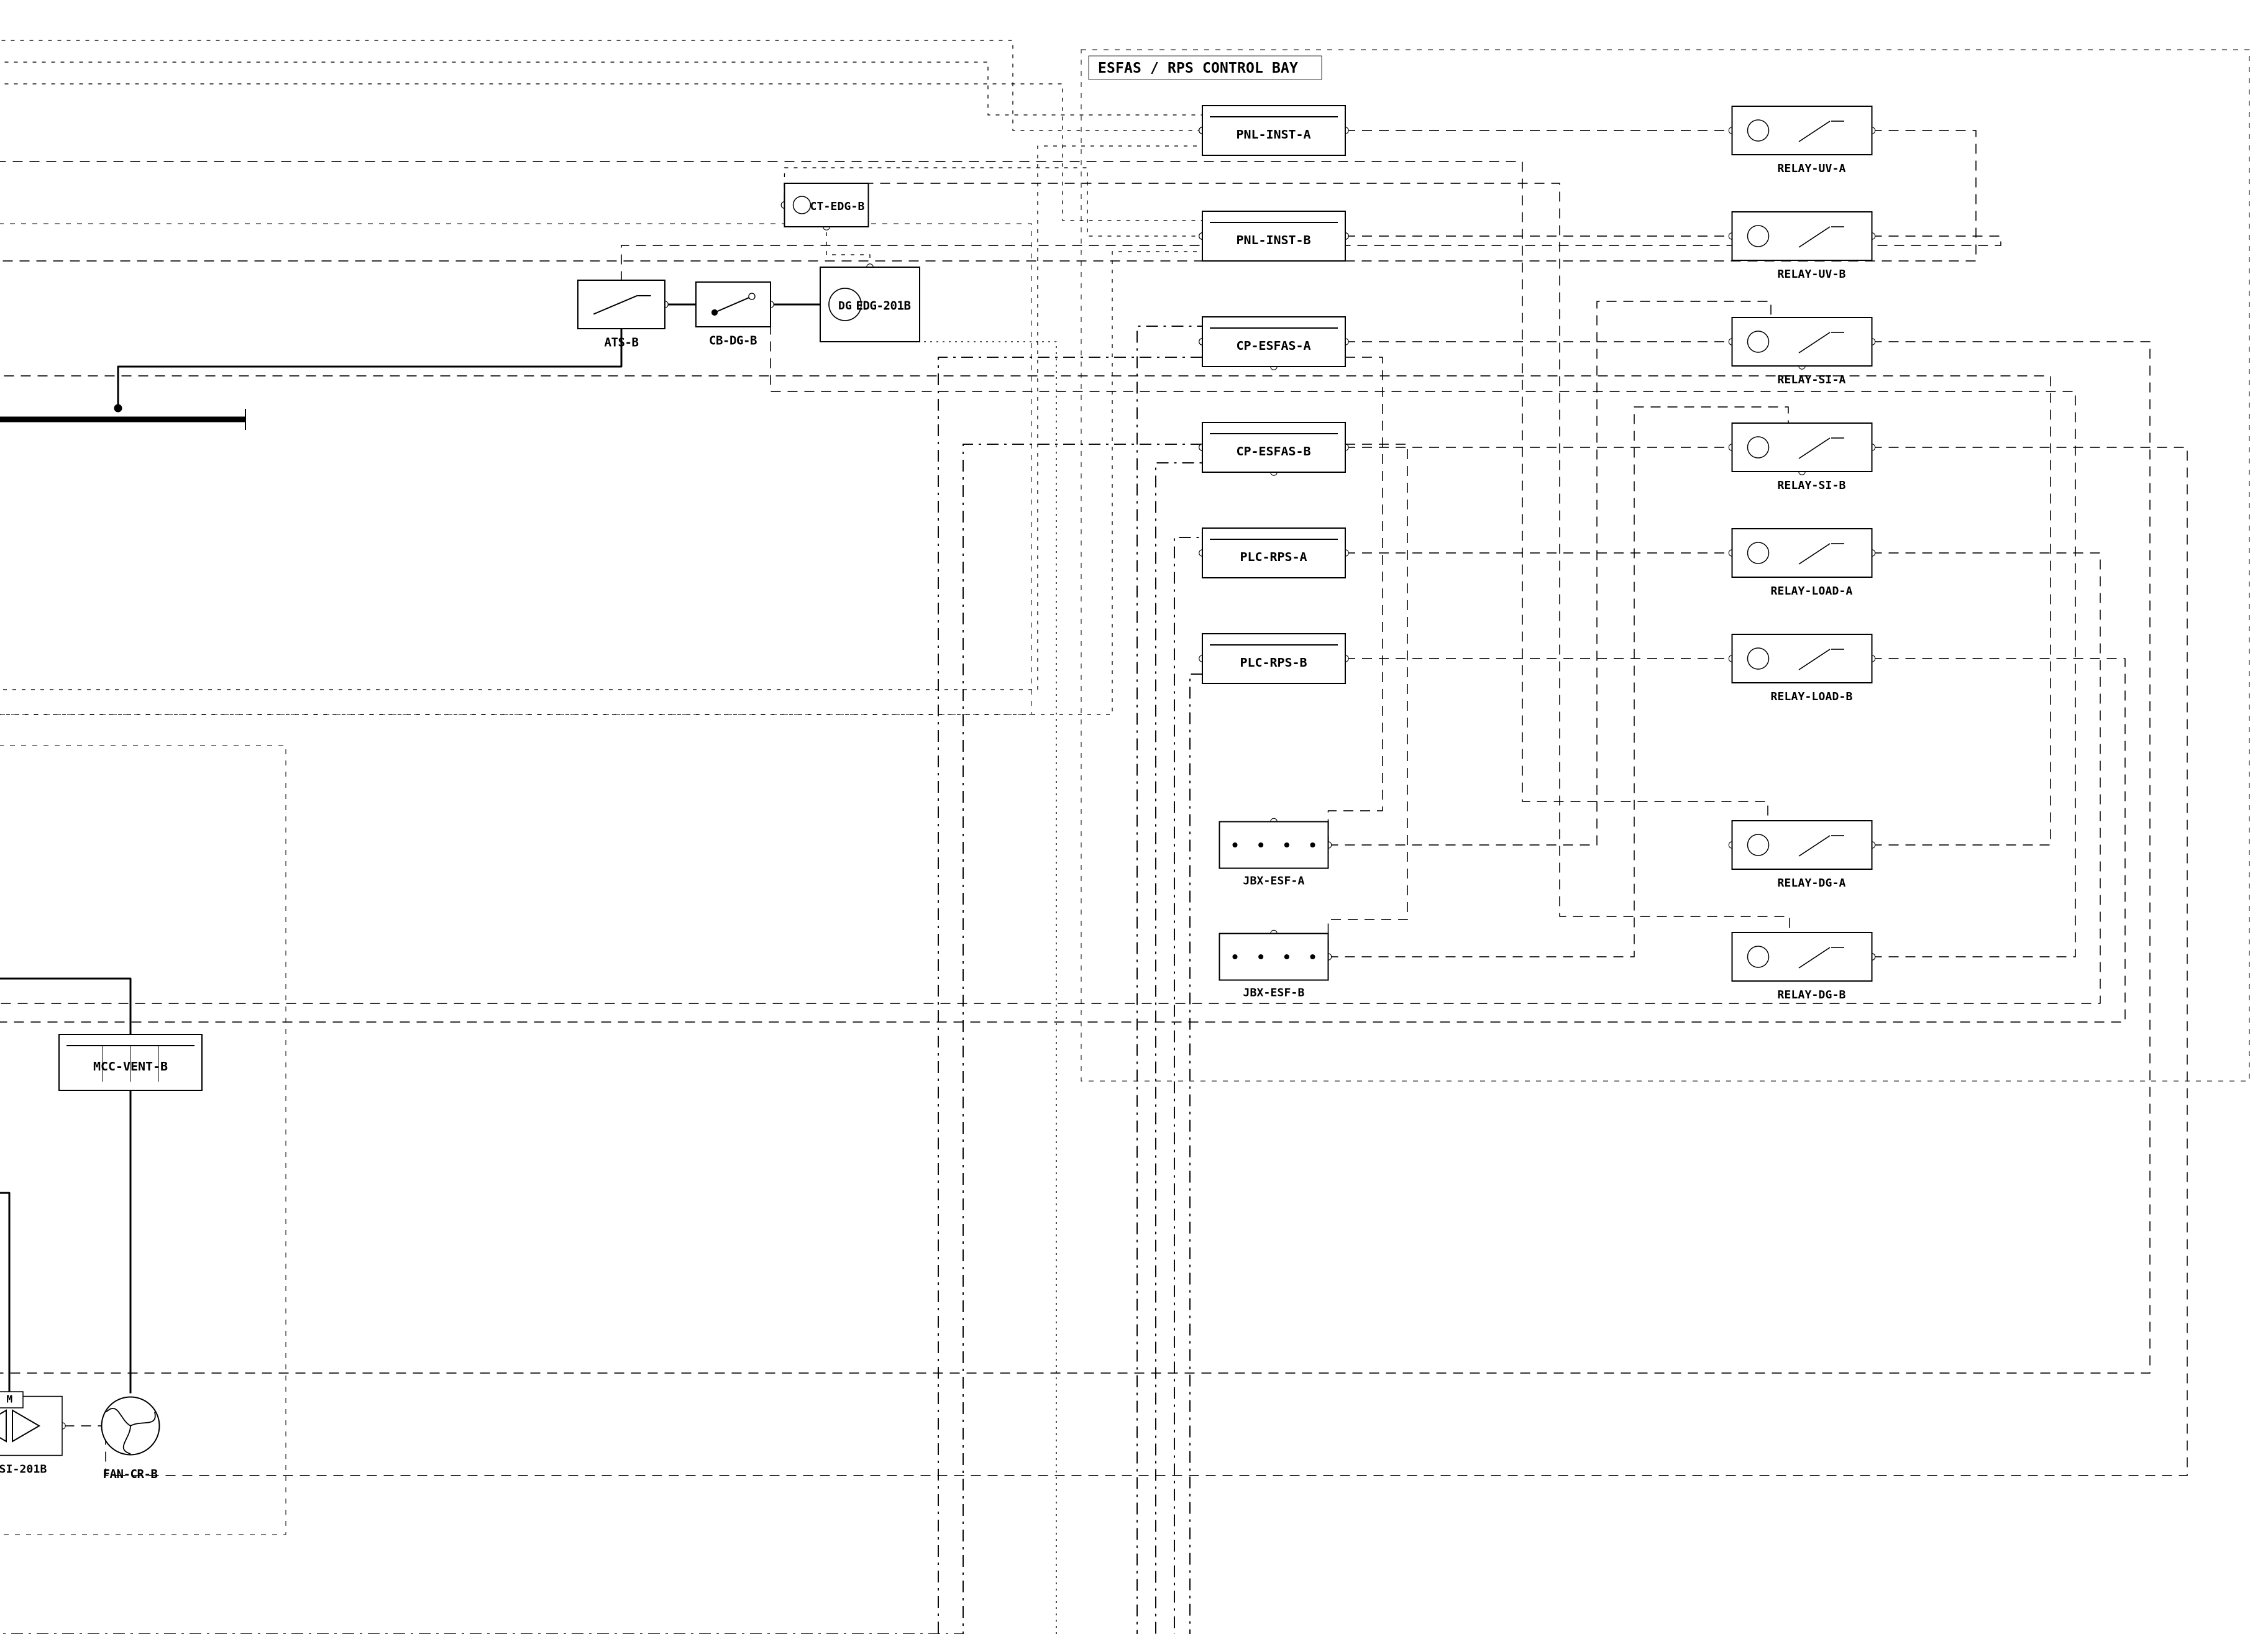 ESFAS / RPS CONTROL BAY
PNL-INST-A
RELAY-UV-A
CT-EDG-B
PNL-INST-B
RELAY-UV-B
DG EDG-201B
ATS-B
CB-DG-B
CP-ESFAS-A
RELAY-SI-A
CP-ESFAS-B
RELAY-SI-B
PLC-RPS-A
RELAY-LOAD-A
PLC-RPS-B
RELAY-LOAD-B
JBX-ESF-A
RELAY-DG-A
JBX-ESF-B
RELAY-DG-B
MCC-VENT-B
M
SI-201B
FAN-CR-B